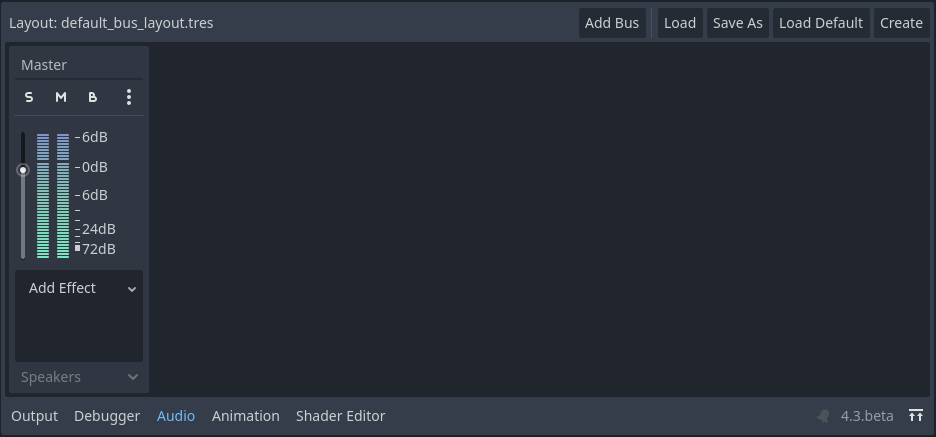 Layout: default_bus_layout.tres Add Bus Load Save As Load Default Create
Master
S M B
6dB
0dB
6dB
24dB
72dB
Add Effect
Speakers
Output Debugger Audio Animation Shader Editor 4.3.beta